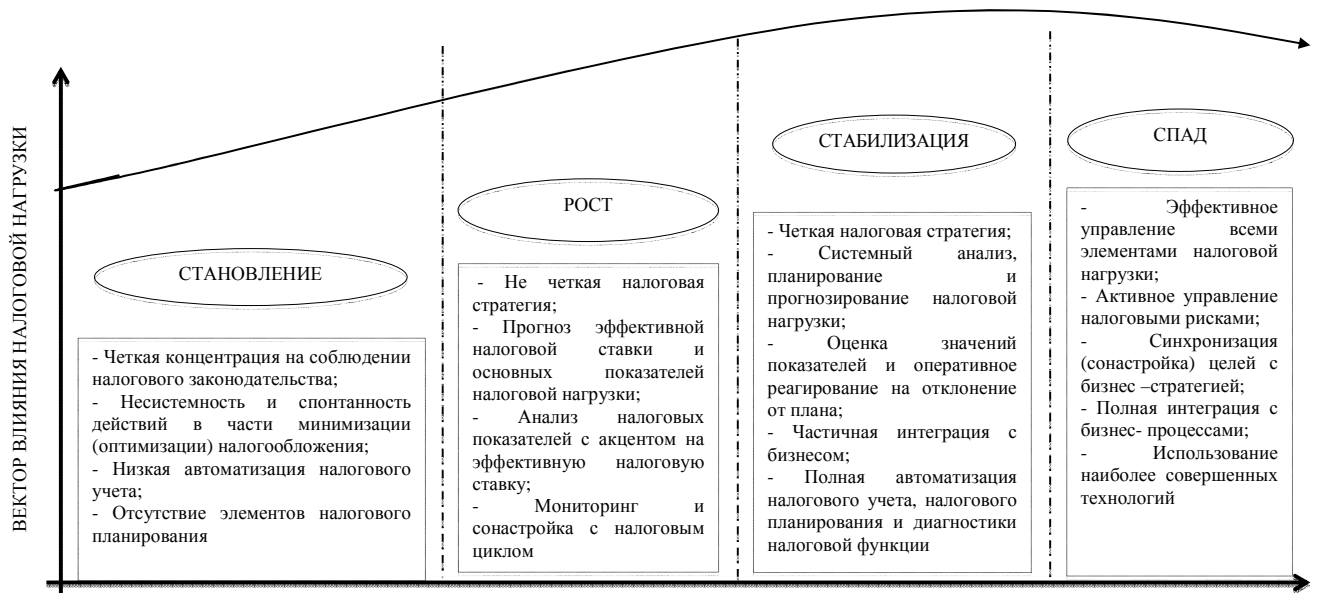 ВЕКТОР ВЛИЯНИЯ НАЛОГОВОЙ НАГРУЗКИ
СТАНОВЛЕНИЕ
- Четкая концентрация на соблюдении
налогового законодательства;
- Несистемность и спонтанность
действий в части минимизации
(оптимизации) налогообложения;
- Низкая автоматизация налогового
учета;
- Отсутствие элементов налогового
планирования
РОСТ
- Не четкая налоговая
стратегия;
- Прогноз эффективной
налоговой ставки и
основных показателей
налоговой нагрузки;
- Анализ налоговых
показателей с акцентом на
эффективную налоговую
ставку;
- Мониторинг и
сонастройка с налоговым
циклом
СТАБИЛИЗАЦИЯ
- Четкая налоговая стратегия;
- Системный анализ,
планирование и
прогнозирование налоговой
нагрузки;
- Оценка значений
показателей и оперативное
реагирование на отклонение
от плана;
- Частичная интеграция с
бизнесом;
- Полная автоматизация
налогового учета, налогового
планирования и диагностики
налоговой функции
СПАД
- Эффективное
управление всеми
элементами налоговой
нагрузки;
- Активное управление
налоговыми рисками;
- Синхронизация
(сонастройка) целей с
бизнес –стратегией;
- Полная интеграция с
бизнес- процессами;
- Использование
наиболее совершенных
технологий